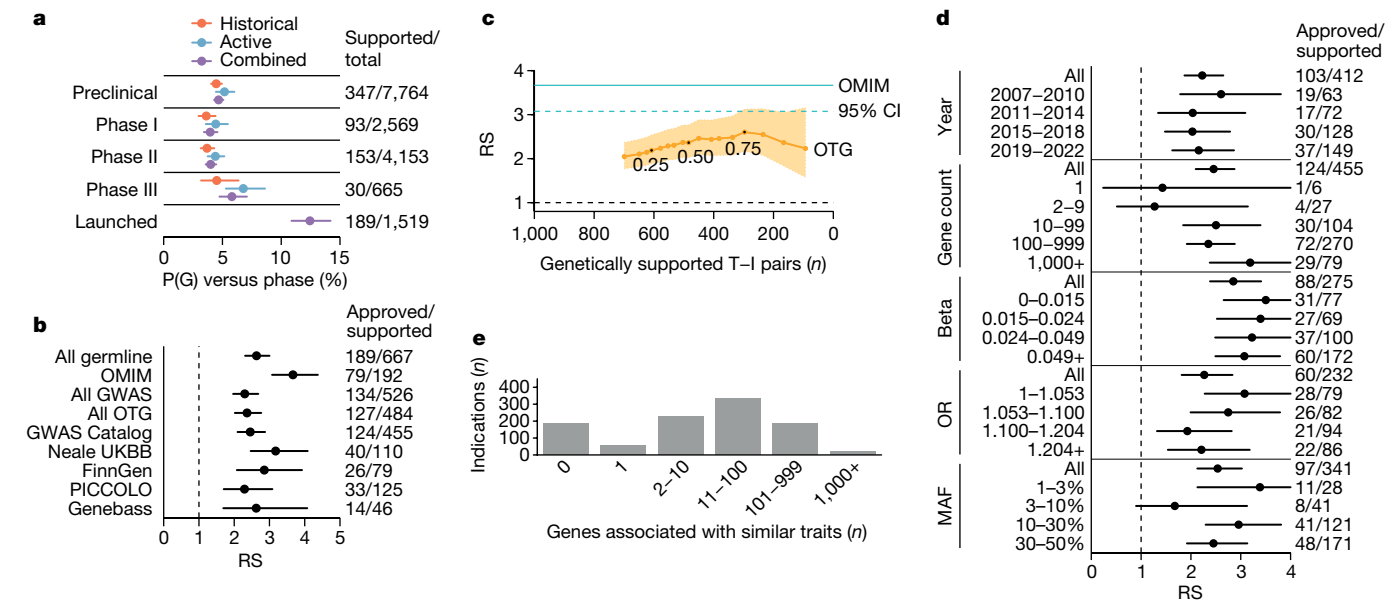 a
Historical
Active
Combined
Supported/
total
Preclinical 347/7,764
Phase I 93/2,569
Phase II 153/4,153
Phase III 30/665
Launched 189/1,519
0 5 10 15
P(G) versus phase (%)
b
Approved/
supported
All germline 189/667
OMIM 79/192
All GWAS 134/526
All OTG 127/484
GWAS Catalog 124/455
Neale UKBB 40/110
FinnGen 26/79
PICCOLO 33/125
Genebass 14/46
0 1 2 3 4 5
RS
c
4
3
2
1
RS
OMIM
95% CI
OTG
0.25 0.50 0.75
1,000 800 600 400 200 0
Genetically supported T–I pairs (n)
e
Indications (n)
400
300
200
100
0
0 1 2–10 11–100 101–999 1,000+
Genes associated with similar traits (n)
d
Approved/
supported
Year
All 103/412
2007–2010 19/63
2011–2014 17/72
2015–2018 30/128
2019–2022 37/149
Gene count
All 124/455
1 1/6
2–9 4/27
10–99 30/104
100–999 72/270
1,000+ 29/79
Beta
All 88/275
0–0.015 31/77
0.015–0.024 27/69
0.024–0.049 37/100
0.049+ 60/172
OR
All 60/232
1–1.053 28/79
1.053–1.100 26/82
1.100–1.204 21/94
1.204+ 22/86
MAF
All 97/341
1–3% 11/28
3–10% 8/41
10–30% 41/121
30–50% 48/171
0 1 2 3 4
RS